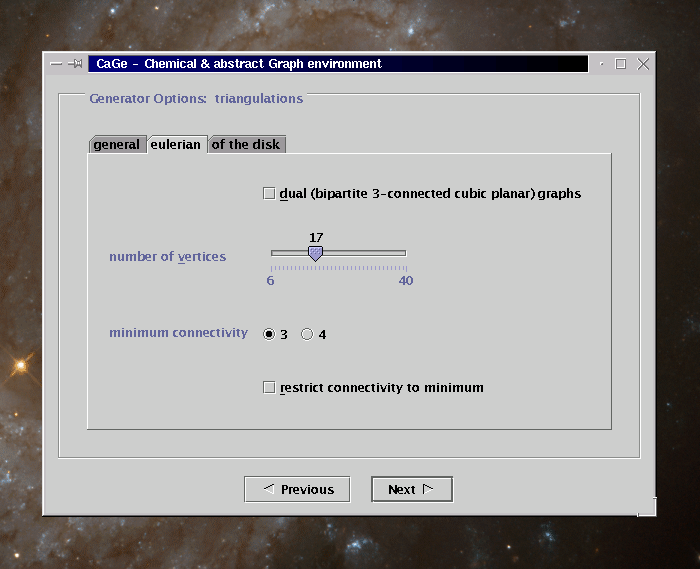 CaGe – Chemical & abstract Graph environment
Generator Options: triangulations
general eulerian of the disk
dual (bipartite 3-connected cubic planar) graphs
17
number of vertices
6 40
minimum connectivity 3 4
restrict connectivity to minimum
Previous Next